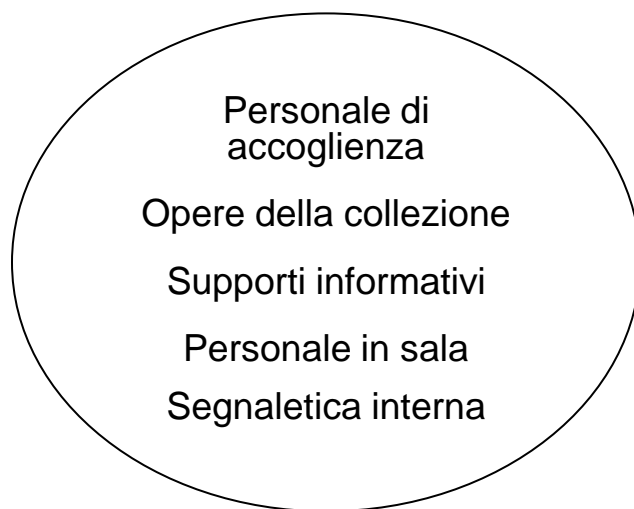 Personale di
accoglienza
Opere della collezione
Supporti informativi
Personale in sala
Segnaletica interna